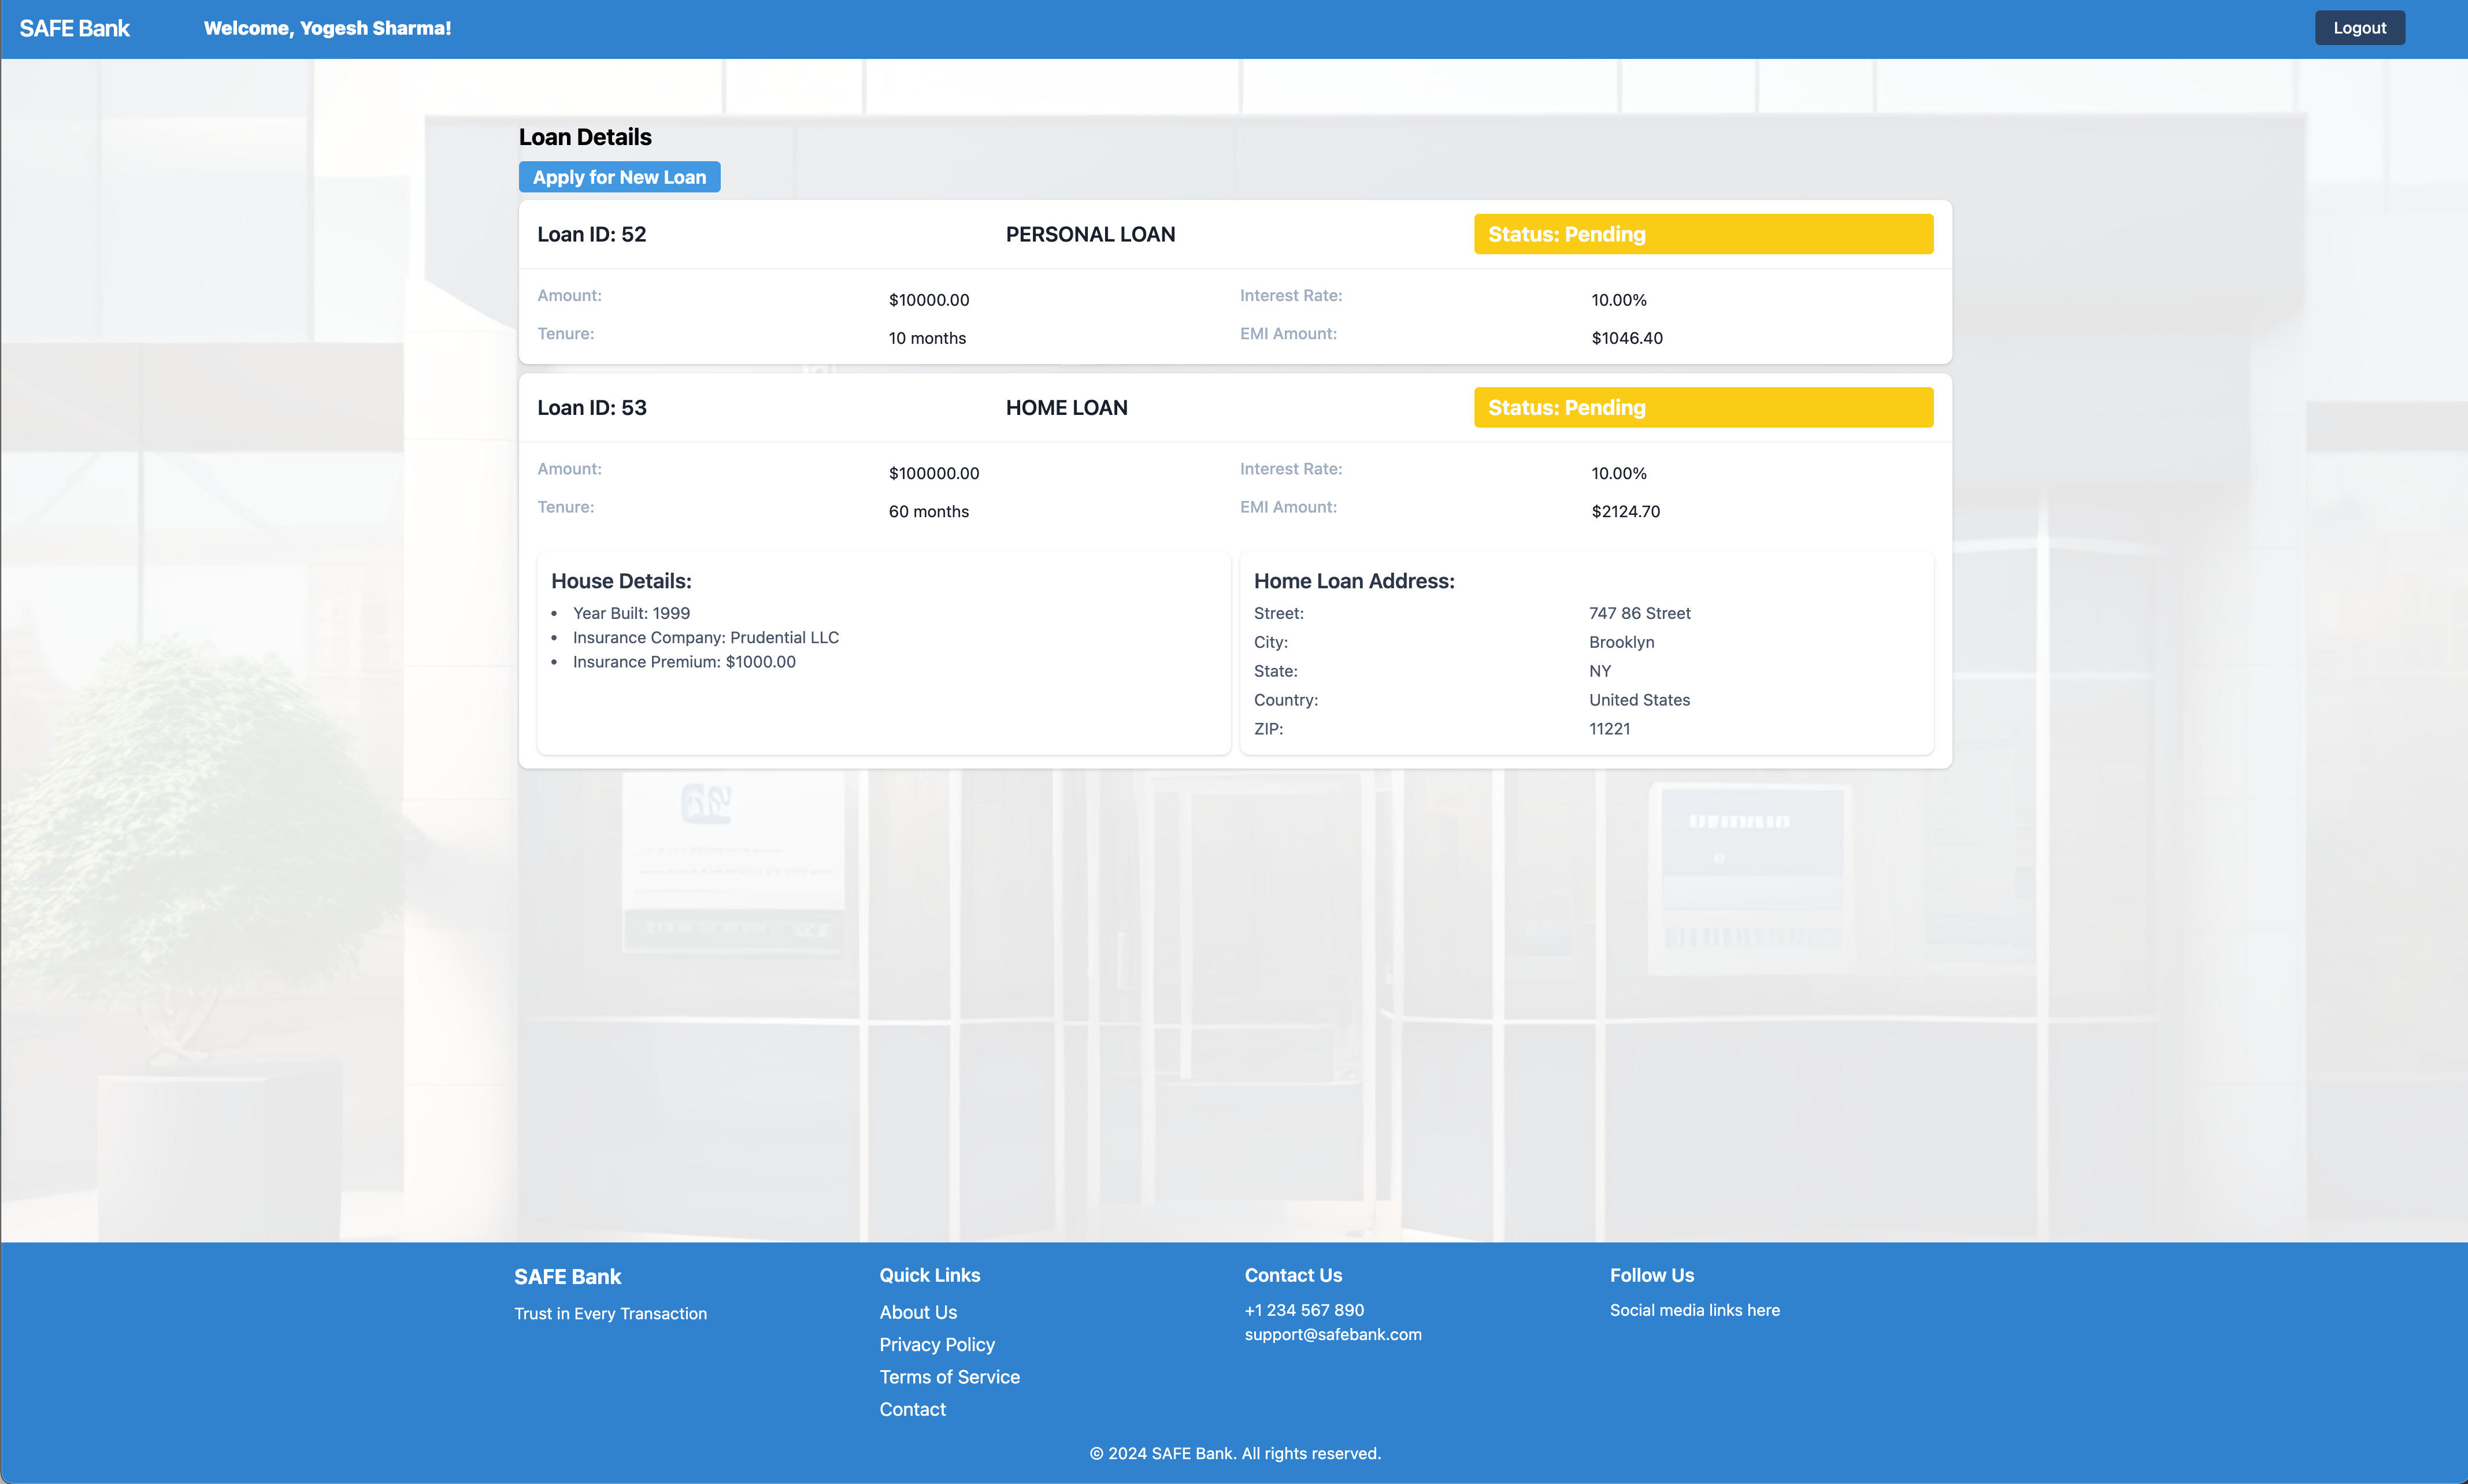 SAFE Bank
Welcome, Yogesh Sharma!
Logout
Loan Details
Apply for New Loan
Loan ID: 52 PERSONAL LOAN Status: Pending
Amount: $10000.00 Interest Rate: 10.00%
Tenure: 10 months EMI Amount: $1046.40
Loan ID: 53 HOME LOAN Status: Pending
Amount: $100000.00 Interest Rate: 10.00%
Tenure: 60 months EMI Amount: $2124.70
House Details:
• Year Built: 1999
• Insurance Company: Prudential LLC
• Insurance Premium: $1000.00
Home Loan Address:
Street: 747 86 Street
City: Brooklyn
State: NY
Country: United States
ZIP: 11221
SAFE Bank
Trust in Every Transaction
Quick Links
About Us
Privacy Policy
Terms of Service
Contact
Contact Us
+1 234 567 890
support@safebank.com
Follow Us
Social media links here
© 2024 SAFE Bank. All rights reserved.